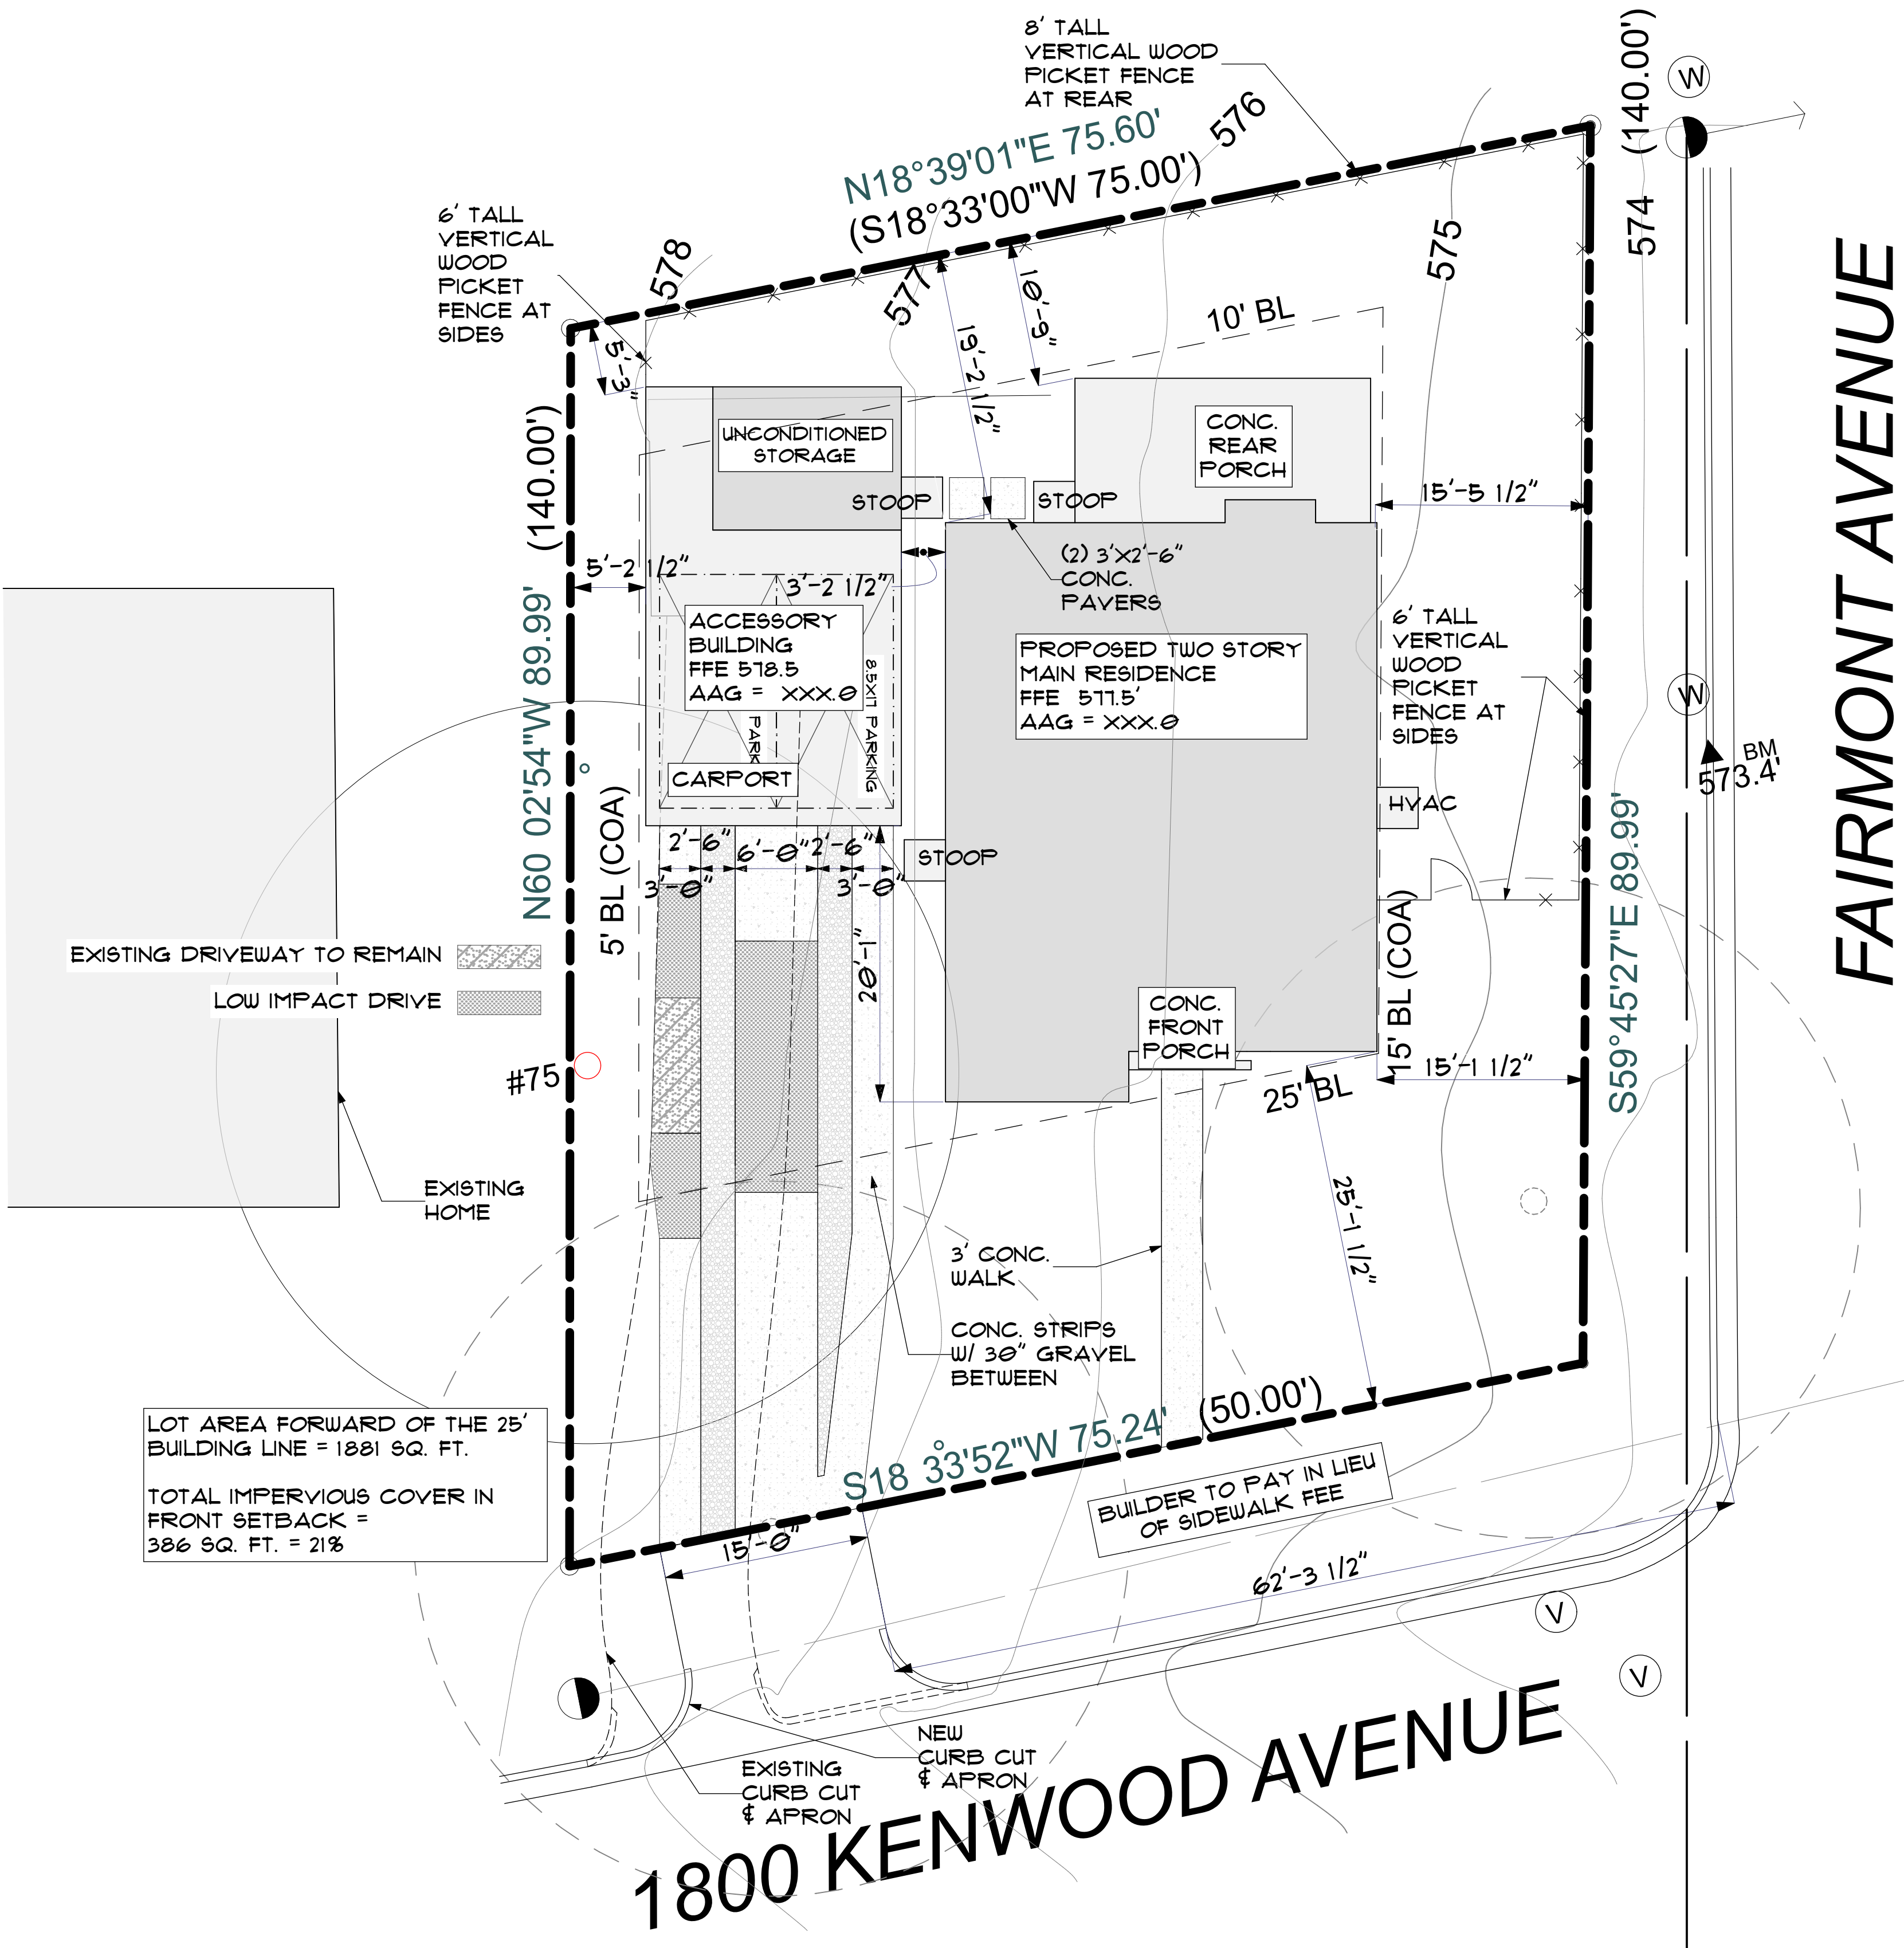 8' TALL
VERTICAL WOOD
PICKET FENCE
AT REAR
(140.00')
W
N18°39'01"E 75.60'
(S18°33'00"W 75.00')
576
574
6' TALL
VERTICAL
WOOD
PICKET
FENCE AT
SIDES
578
577
575
5'-3"
19'-2 1/2"
10'-9"
10' BL
FAIRMONT AVENUE
(140.00')
UNCONDITIONED
STORAGE
CONC.
REAR
PORCH
STOOP
STOOP
15'-5 1/2"
(2) 3'X2'-6"
CONC.
PAVERS
5'-2 1/2"
3'-2 1/2"
N60 02'54"W 89.99'
°
ACCESSORY
BUILDING
FFE 578.5
AAG = XXX.0
8.5X17 PARKING
PARK
CARPORT
PROPOSED TWO STORY
MAIN RESIDENCE
FFE 577.5'
AAG = XXX.0
6' TALL
VERTICAL
WOOD
PICKET
FENCE AT
SIDES
W
BM
573.4'
HVAC
5' BL (COA)
2'-6"
6'-0"
2'-6"
3'-0"
3'-0"
STOOP
20'-1"
EXISTING DRIVEWAY TO REMAIN
LOW IMPACT DRIVE
15' BL (COA)
S59°45'27"E 89.99'
CONC.
FRONT
PORCH
#75
25' BL
15'-1 1/2"
EXISTING
HOME
3' CONC.
WALK
25'-1 1/2"
CONC. STRIPS
W/ 30" GRAVEL
BETWEEN
LOT AREA FORWARD OF THE 25'
BUILDING LINE = 1881 SQ. FT.
TOTAL IMPERVIOUS COVER IN
FRONT SETBACK =
386 SQ. FT. = 21%
S18°33'52"W 75.24'
(50.00')
15'-0"
BUILDER TO PAY IN LIEU
OF SIDEWALK FEE
62'-3 1/2"
V
V
NEW
CURB CUT
& APRON
EXISTING
CURB CUT
& APRON
1800 KENWOOD AVENUE